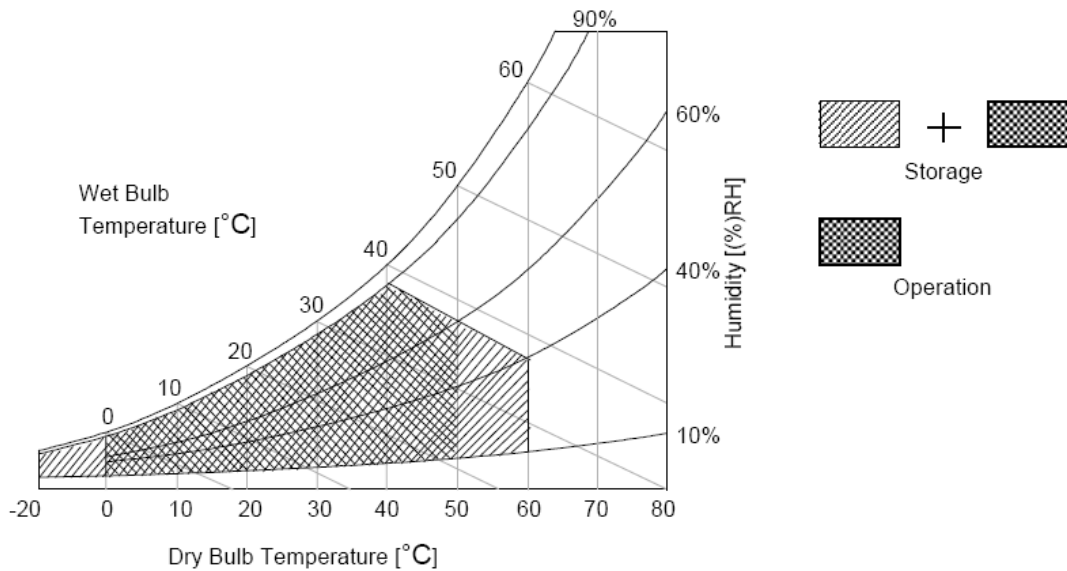 90%
60
60%
50
Wet Bulb
Temperature [°C]
Storage
Humidity [(%)RH]
40
40%
Operation
30
20
10
0
10%
-20 0 10 20 30 40 50 60 70 80
Dry Bulb Temperature [°C]